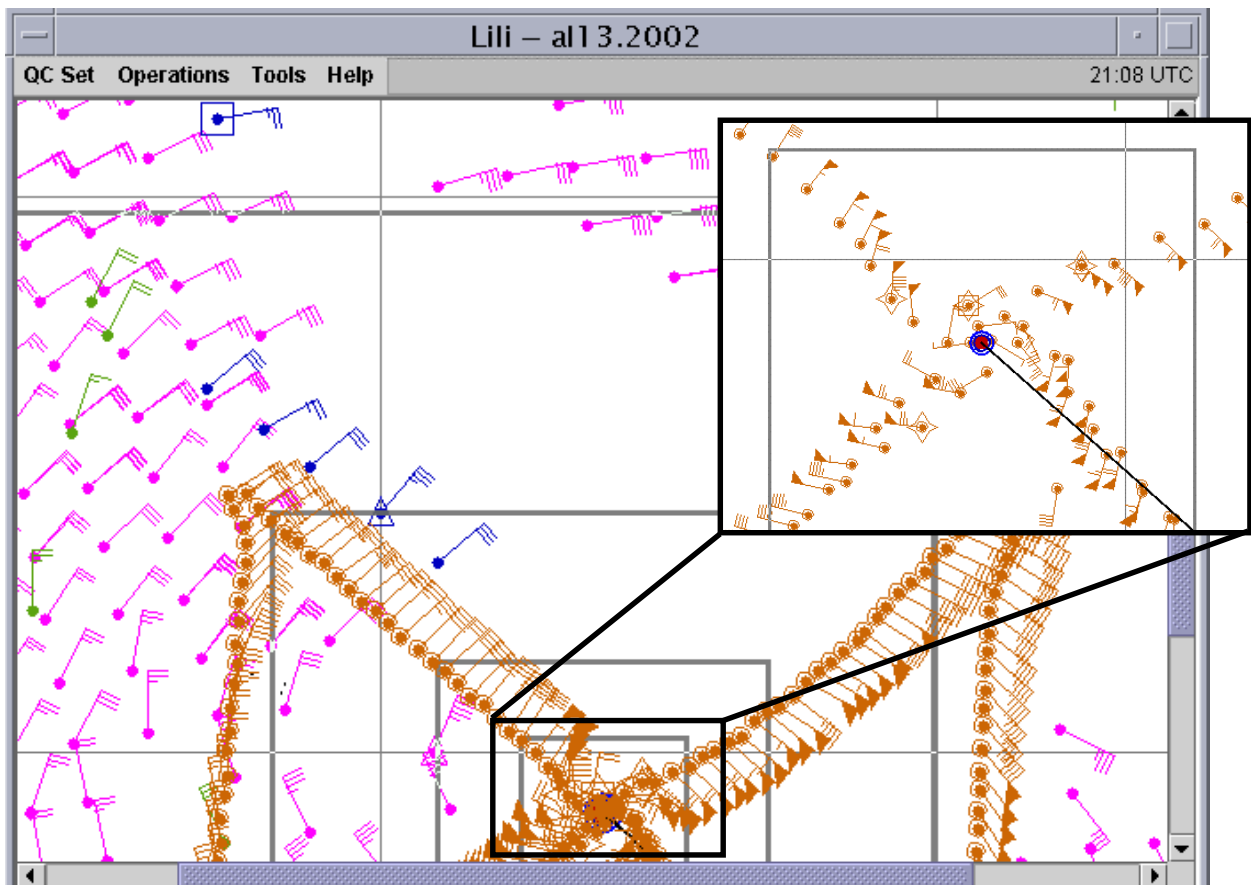 Lili – al13.2002
QC Set Operations Tools Help 21:08 UTC